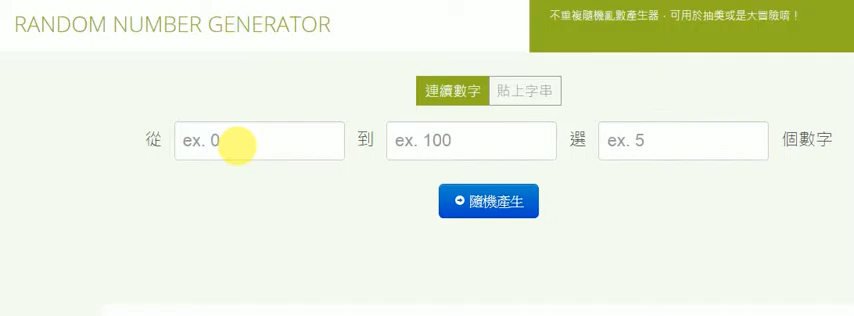 RANDOM NUMBER GENERATOR
不重複隨機亂數產生器，可用於抽獎或是大冒險唷！
連續數字 貼上字串
從 ex. 0 到 ex. 100 選 ex. 5 個數字
隨機產生